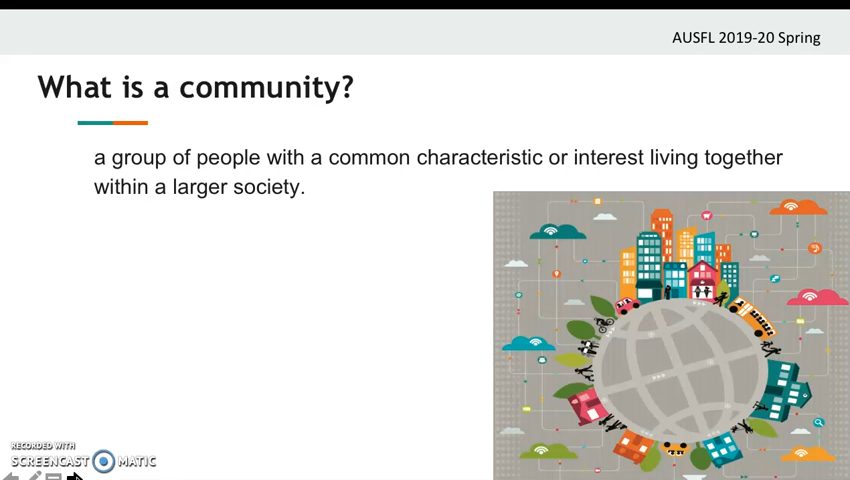 AUSFL 2019-20 Spring
What is a community?
a group of people with a common characteristic or interest living together
within a larger society.
RECORDED WITH
SCREENCAST MATIC